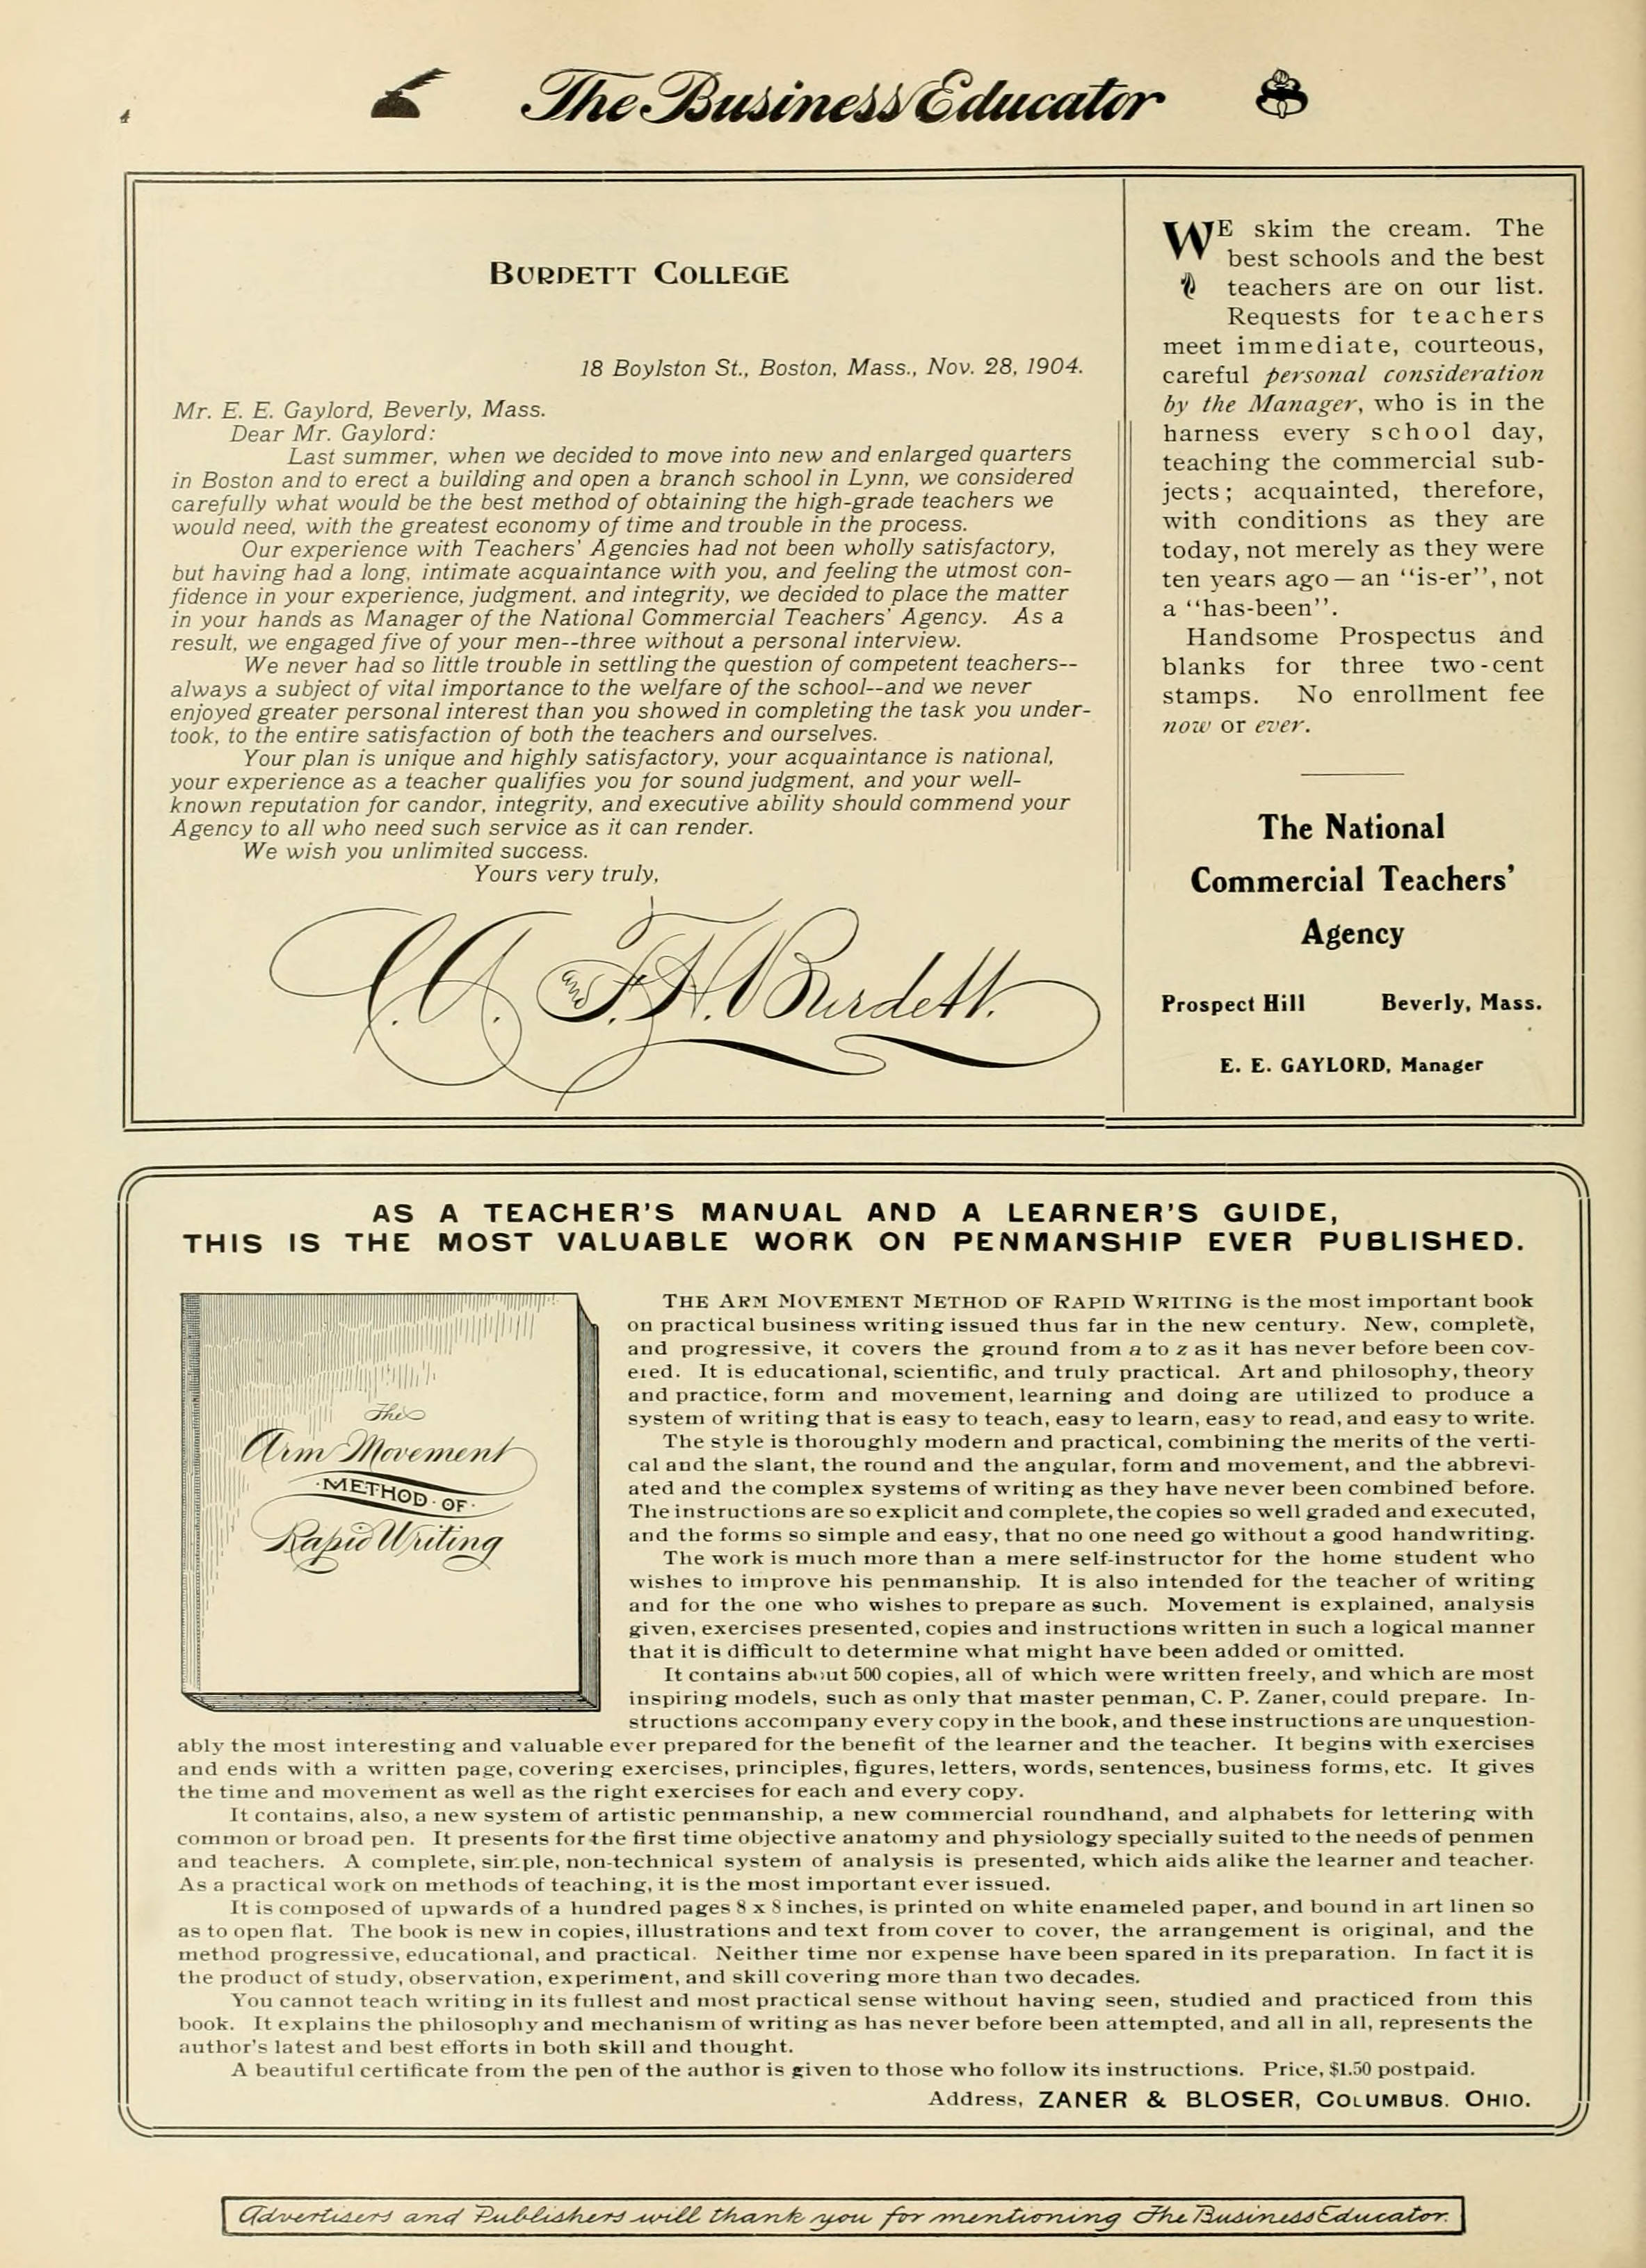 4
The Business Educator
BURDETT COLLEGE
18 Boylston St., Boston, Mass., Nov. 28, 1904.
Mr. E. E. Gaylord, Beverly, Mass.
Dear Mr. Gaylord:
Last summer, when we decided to move into new and enlarged quarters
in Boston and to erect a building and open a branch school in Lynn, we considered
carefully what would be the best method of obtaining the high-grade teachers we
would need, with the greatest economy of time and trouble in the process.
Our experience with Teachers' Agencies had not been wholly satisfactory,
but having had a long, intimate acquaintance with you, and feeling the utmost con-
fidence in your experience, judgment, and integrity, we decided to place the matter
in your hands as Manager of the National Commercial Teachers' Agency. As a
result, we engaged five of your men--three without a personal interview.
We never had so little trouble in settling the question of competent teachers--
always a subject of vital importance to the welfare of the school--and we never
enjoyed greater personal interest than you showed in completing the task you under-
took, to the entire satisfaction of both the teachers and ourselves.
Your plan is unique and highly satisfactory, your acquaintance is national,
your experience as a teacher qualifies you for sound judgment, and your well-
known reputation for candor, integrity, and executive ability should commend your
Agency to all who need such service as it can render.
We wish you unlimited success.
Yours very truly,
C. A. and F. H. Burdett.
WE skim the cream. The
best schools and the best
teachers are on our list.
Requests for teachers
meet immediate, courteous,
careful personal consideration
by the Manager, who is in the
harness every school day,
teaching the commercial sub-
jects; acquainted, therefore,
with conditions as they are
today, not merely as they were
ten years ago—an "is-er", not
a "has-been".
Handsome Prospectus and
blanks for three two-cent
stamps. No enrollment fee
now or ever.
The National
Commercial Teachers'
Agency
Prospect Hill Beverly, Mass.
E. E. GAYLORD, Manager
AS A TEACHER'S MANUAL AND A LEARNER'S GUIDE,
THIS IS THE MOST VALUABLE WORK ON PENMANSHIP EVER PUBLISHED.
The
Arm Movement
METHOD OF
Rapid Writing
THE ARM MOVEMENT METHOD OF RAPID WRITING is the most important book
on practical business writing issued thus far in the new century. New, complete,
and progressive, it covers the ground from a to z as it has never before been cov-
ered. It is educational, scientific, and truly practical. Art and philosophy, theory
and practice, form and movement, learning and doing are utilized to produce a
system of writing that is easy to teach, easy to learn, easy to read, and easy to write.
The style is thoroughly modern and practical, combining the merits of the verti-
cal and the slant, the round and the angular, form and movement, and the abbrevi-
ated and the complex systems of writing as they have never been combined before.
The instructions are so explicit and complete, the copies so well graded and executed,
and the forms so simple and easy, that no one need go without a good handwriting.
The work is much more than a mere self-instructor for the home student who
wishes to improve his penmanship. It is also intended for the teacher of writing
and for the one who wishes to prepare as such. Movement is explained, analysis
given, exercises presented, copies and instructions written in such a logical manner
that it is difficult to determine what might have been added or omitted.
It contains about 500 copies, all of which were written freely, and which are most
inspiring models, such as only that master penman, C. P. Zaner, could prepare. In-
structions accompany every copy in the book, and these instructions are unquestion-
ably the most interesting and valuable ever prepared for the benefit of the learner and the teacher. It begins with exercises
and ends with a written page, covering exercises, principles, figures, letters, words, sentences, business forms, etc. It gives
the time and movement as well as the right exercises for each and every copy.
It contains, also, a new system of artistic penmanship, a new commercial roundhand, and alphabets for lettering with
common or broad pen. It presents for the first time objective anatomy and physiology specially suited to the needs of penmen
and teachers. A complete, simple, non-technical system of analysis is presented, which aids alike the learner and teacher.
As a practical work on methods of teaching, it is the most important ever issued.
It is composed of upwards of a hundred pages 8 x 8 inches, is printed on white enameled paper, and bound in art linen so
as to open flat. The book is new in copies, illustrations and text from cover to cover, the arrangement is original, and the
method progressive, educational, and practical. Neither time nor expense have been spared in its preparation. In fact it is
the product of study, observation, experiment, and skill covering more than two decades.
You cannot teach writing in its fullest and most practical sense without having seen, studied and practiced from this
book. It explains the philosophy and mechanism of writing as has never before been attempted, and all in all, represents the
author's latest and best efforts in both skill and thought.
A beautiful certificate from the pen of the author is given to those who follow its instructions. Price, $1.50 postpaid.
Address, ZANER & BLOSER, COLUMBUS. OHIO.
Advertisers and Publishers will thank you for mentioning The Business Educator.